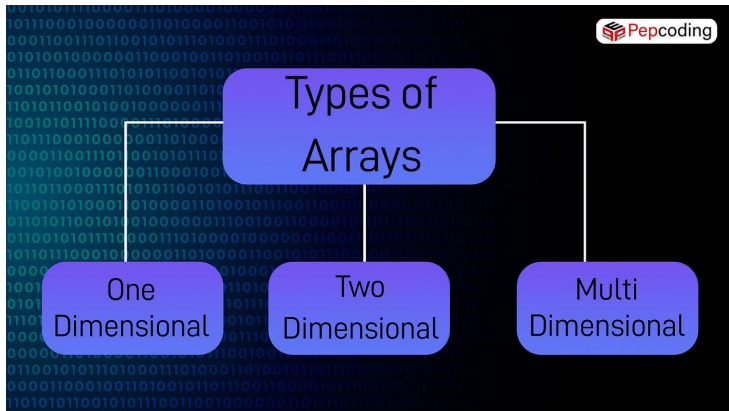 Pepcoding
Types of
Arrays
One
Dimensional
Two
Dimensional
Multi
Dimensional